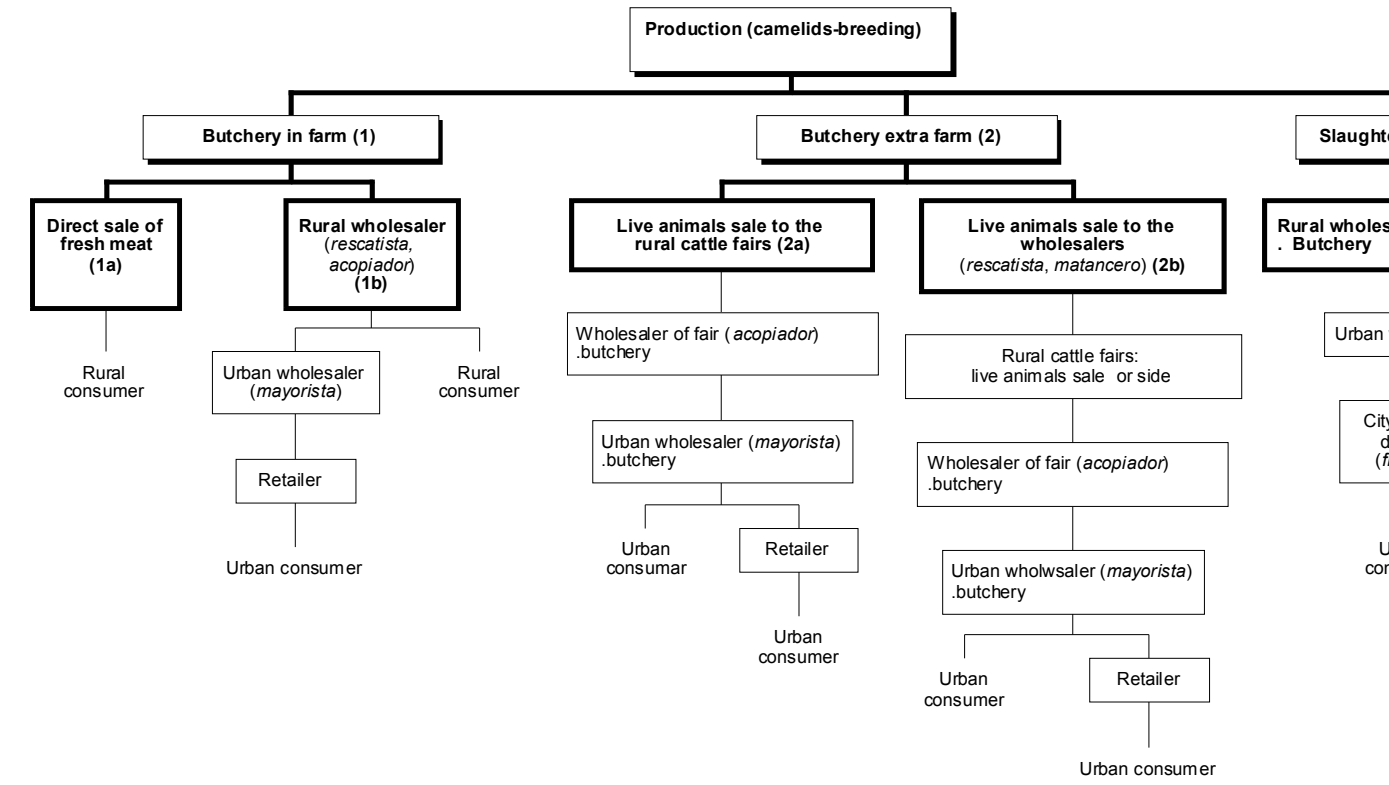 Production (camelids-breeding)
Butchery in farm (1)
Butchery extra farm (2)
Direct sale of
fresh meat
(1a)
Rural wholesaler
(rescatista,
acopiador)
(1b)
Live animals sale to the
rural cattle fairs (2a)
Live animals sale to the
wholesalers
(rescatista, matancero) (2b)
Rural
. Butchery
Rural
consumer
Urban wholesaler
(mayorista)
Rural
consumer
Retailer
Urban consumer
Wholesaler of fair (acopiador)
.butchery
Urban wholesaler (mayorista)
.butchery
Urban
consumar
Retailer
Urban
consumer
Rural cattle fairs:
live animals sale or side
Wholesaler of fair (acopiador)
.butchery
Urban wholwsaler (mayorista)
.butchery
Urban
consumer
Retailer
Urban consumer
Urban